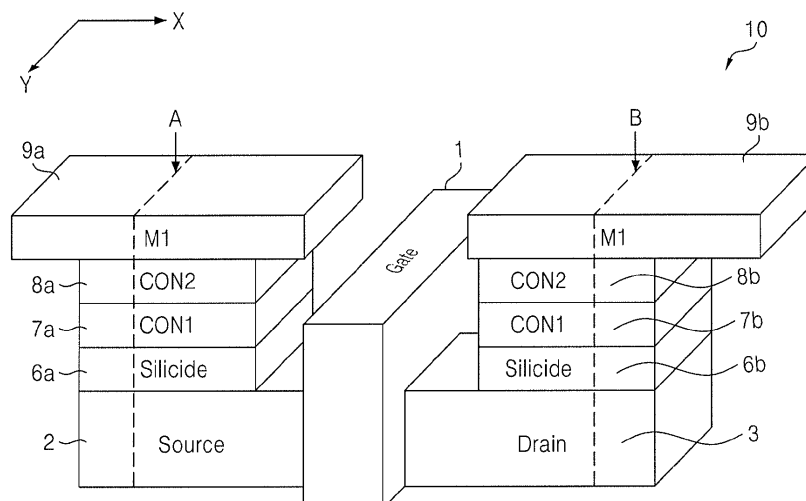 X
Y
10
A
B
9a
9b
1
M1
M1
Gate
8a
CON2
CON2
8b
7a
CON1
CON1
7b
6a
Silicide
Silicide
6b
2
Source
Drain
3